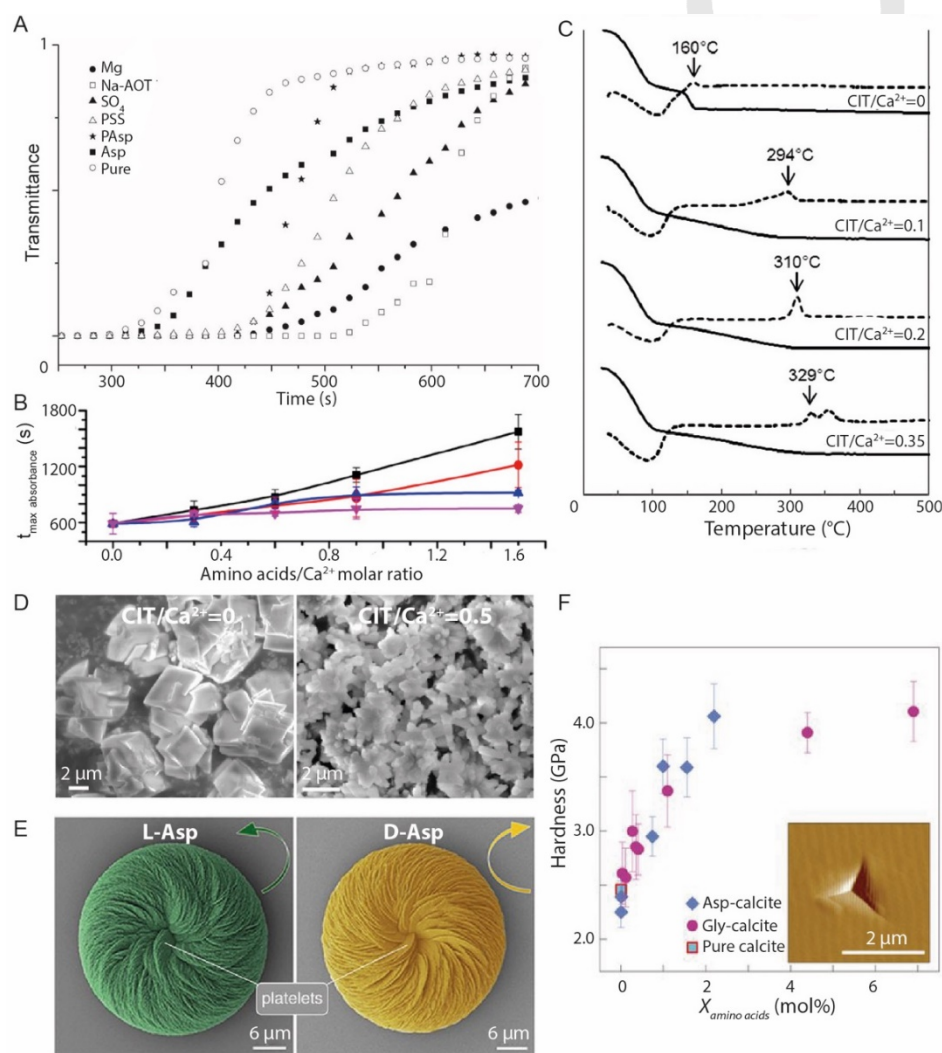 A
1
Transmittance
0
Mg
Na-AOT
SO4
PSS
PAsp
Asp
Pure
300
400
500
600
700
Time (s)
B
t max absorbance (s)
1800
1200
600
0.0
0.4
0.8
1.2
1.6
Amino acids/Ca2+ molar ratio
C
160°C
CIT/Ca2+=0
294°C
CIT/Ca2+=0.1
310°C
CIT/Ca2+=0.2
329°C
CIT/Ca2+=0.35
0
100
200
300
400
500
Temperature (°C)
D
CIT/Ca2+=0
2 µm
CIT/Ca2+=0.5
2 µm
E
L-Asp
D-Asp
platelets
6 µm
6 µm
F
Hardness (GPa)
4.0
3.0
2.0
Asp-calcite
Gly-calcite
Pure calcite
2 µm
0
2
4
6
X amino acids (mol%)